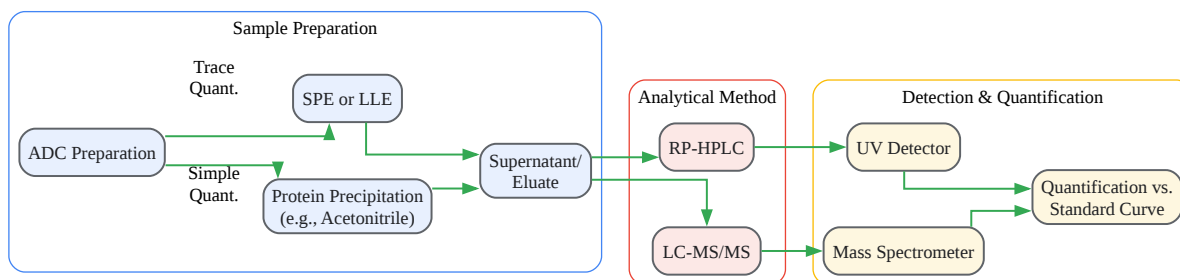 Sample Preparation
Trace
Quant.
SPE or LLE
ADC Preparation
Simple
Quant.
Protein Precipitation
(e.g., Acetonitrile)
Supernatant/
Eluate
Analytical Method
RP-HPLC
LC-MS/MS
Detection & Quantification
UV Detector
Mass Spectrometer
Quantification vs.
Standard Curve